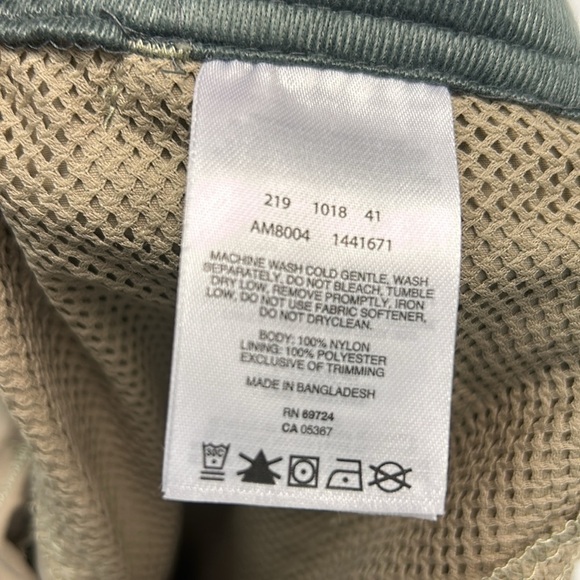 219 1018 41
AM8004 1441671
MACHINE WASH COLD GENTLE, WASH
SEPARATELY, DO NOT BLEACH, TUMBLE
DRY LOW, REMOVE PROMPTLY, IRON
LOW, DO NOT USE FABRIC SOFTENER,
DO NOT DRYCLEAN.
BODY: 100% NYLON
LINING: 100% POLYESTER
EXCLUSIVE OF TRIMMING
MADE IN BANGLADESH
RN 69724
CA 05367
30C